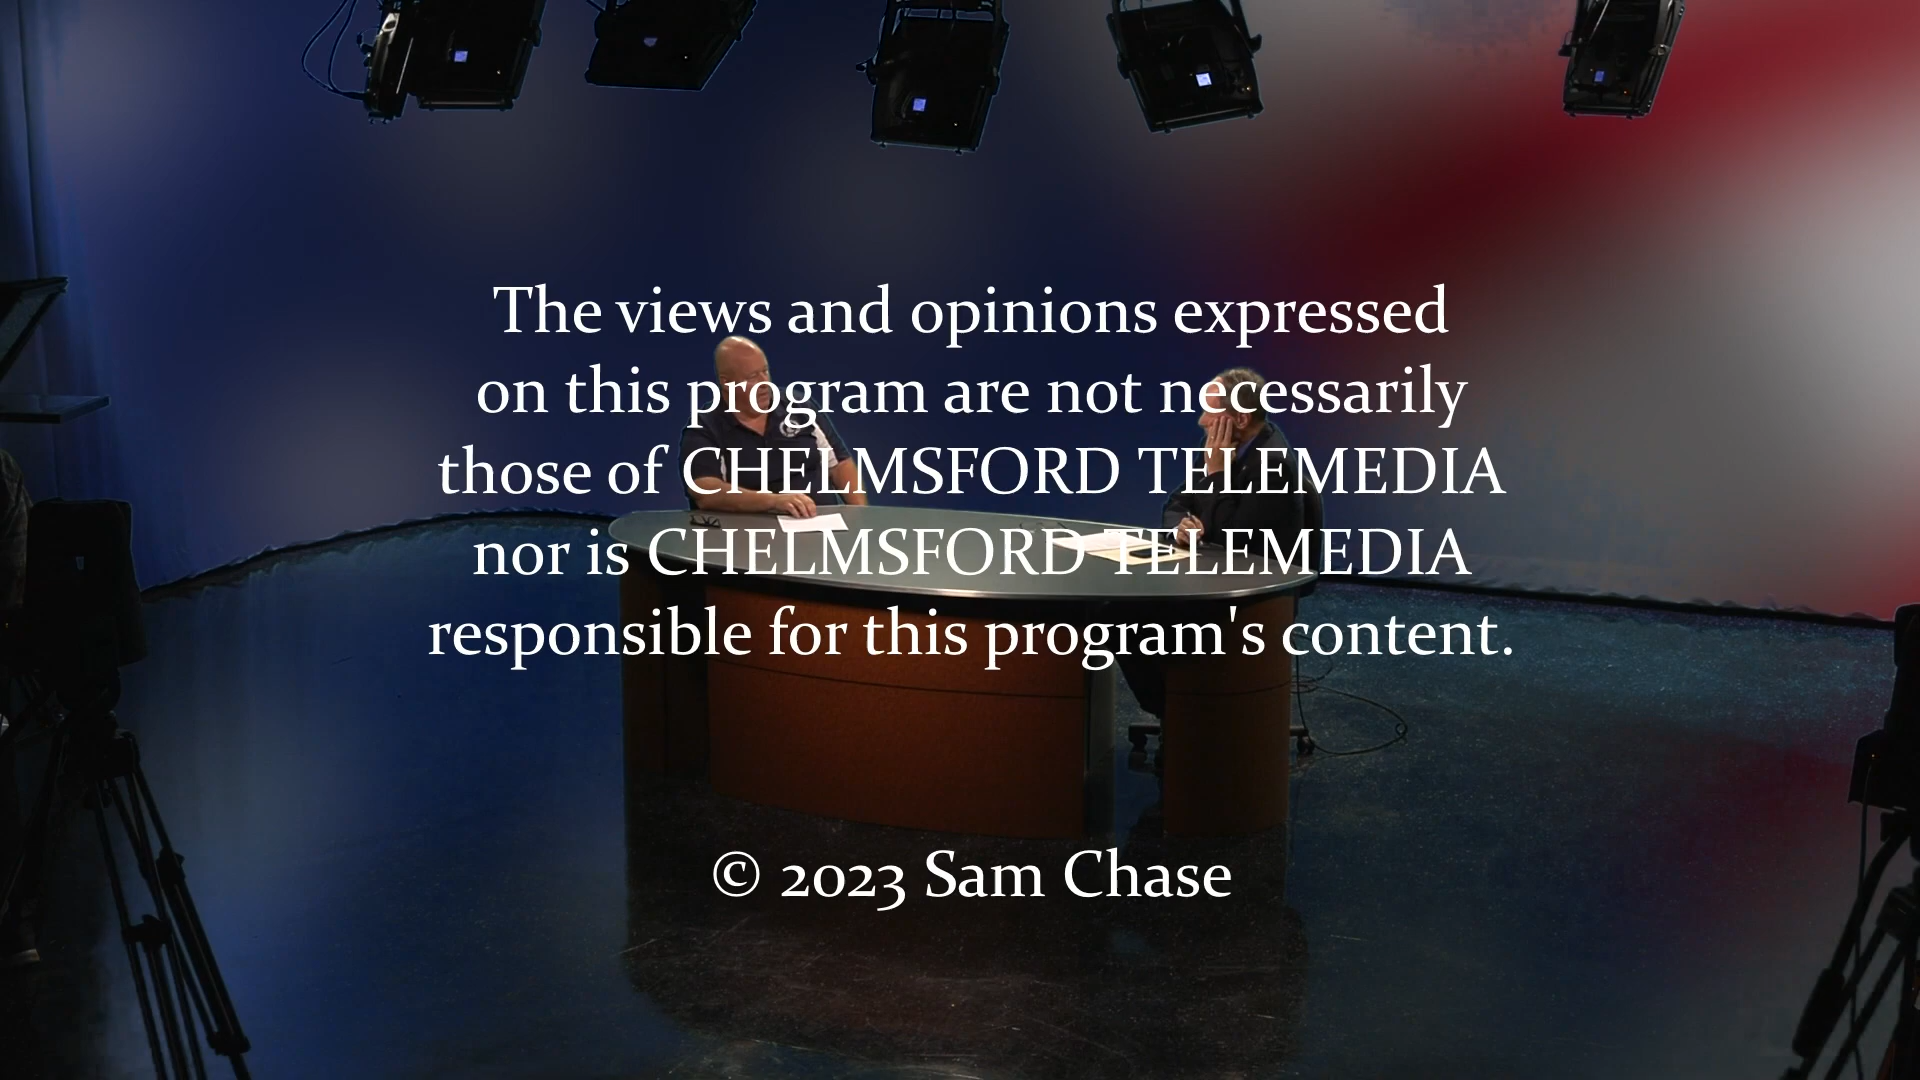 The views and opinions expressed
on this program are not necessarily
those of CHELMSFORD TELEMEDIA
nor is CHELMSFORD TELEMEDIA
responsible for this program's content.
© 2023 Sam Chase